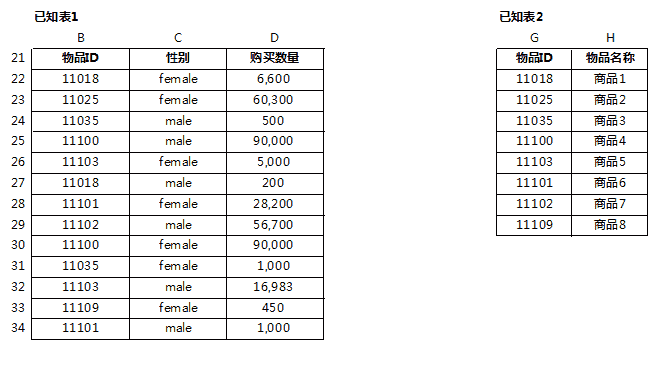 已知表1 已知表2
B C D G H
21 物品ID 性别 购买数量 物品ID 物品名称
22 11018 female 6,600 11018 商品1
23 11025 female 60,300 11025 商品2
24 11035 male 500 11035 商品3
25 11100 male 90,000 11100 商品4
26 11103 female 5,000 11103 商品5
27 11018 male 200 11101 商品6
28 11101 female 28,200 11102 商品7
29 11102 male 56,700 11109 商品8
30 11100 female 90,000
31 11035 female 1,000
32 11103 male 16,983
33 11109 female 450
34 11101 male 1,000